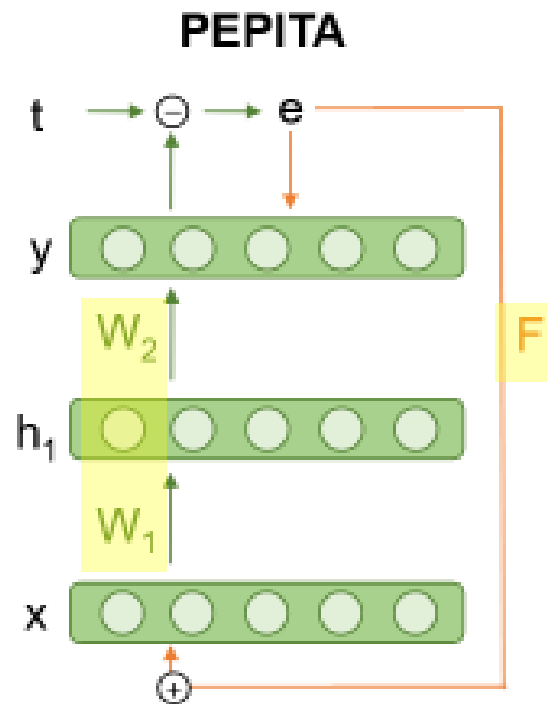 PEPITA
t − e
y
W₂ F
h₁
W₁
x
+